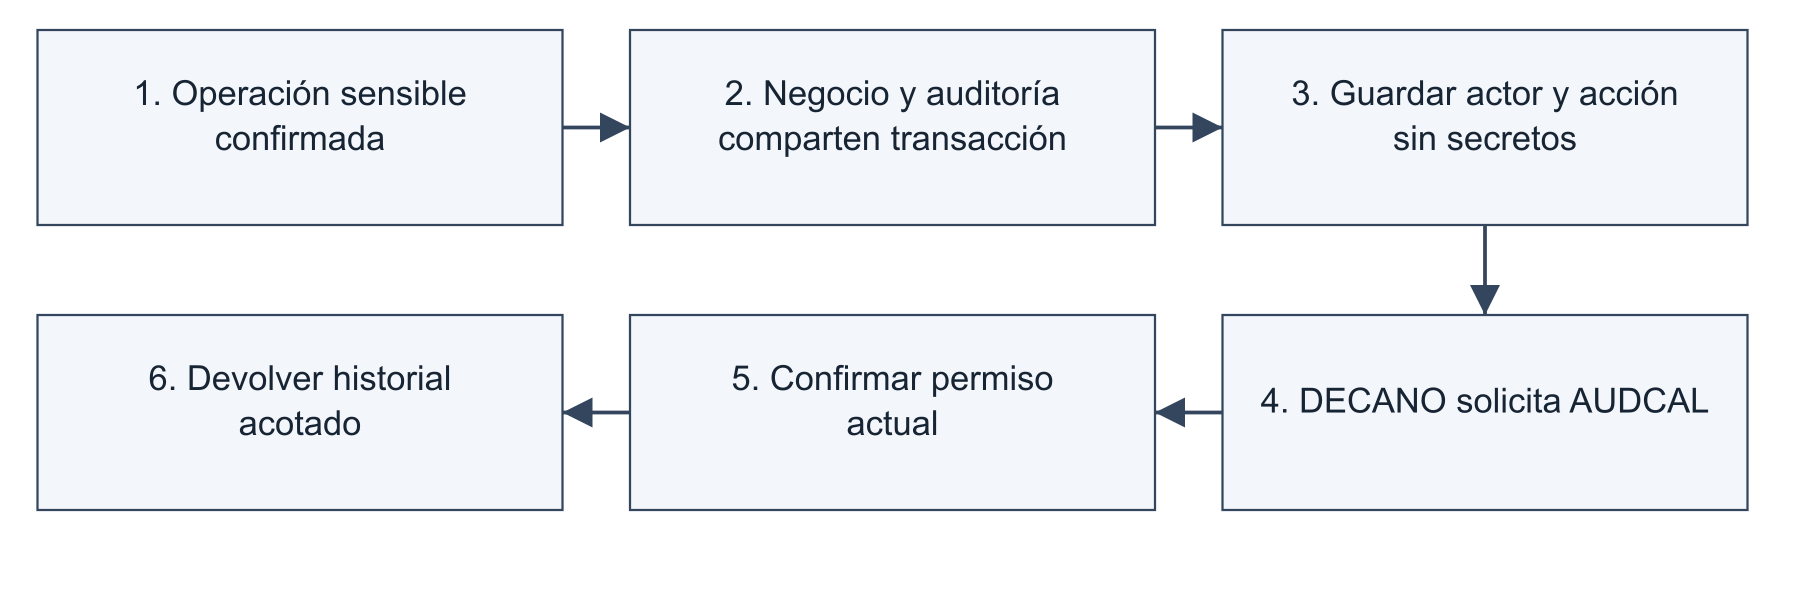 1. Operación sensible
confirmada
2. Negocio y auditoría
comparten transacción
3. Guardar actor y acción
sin secretos
4. DECANO solicita AUDCAL
5. Confirmar permiso
actual
6. Devolver historial
acotado